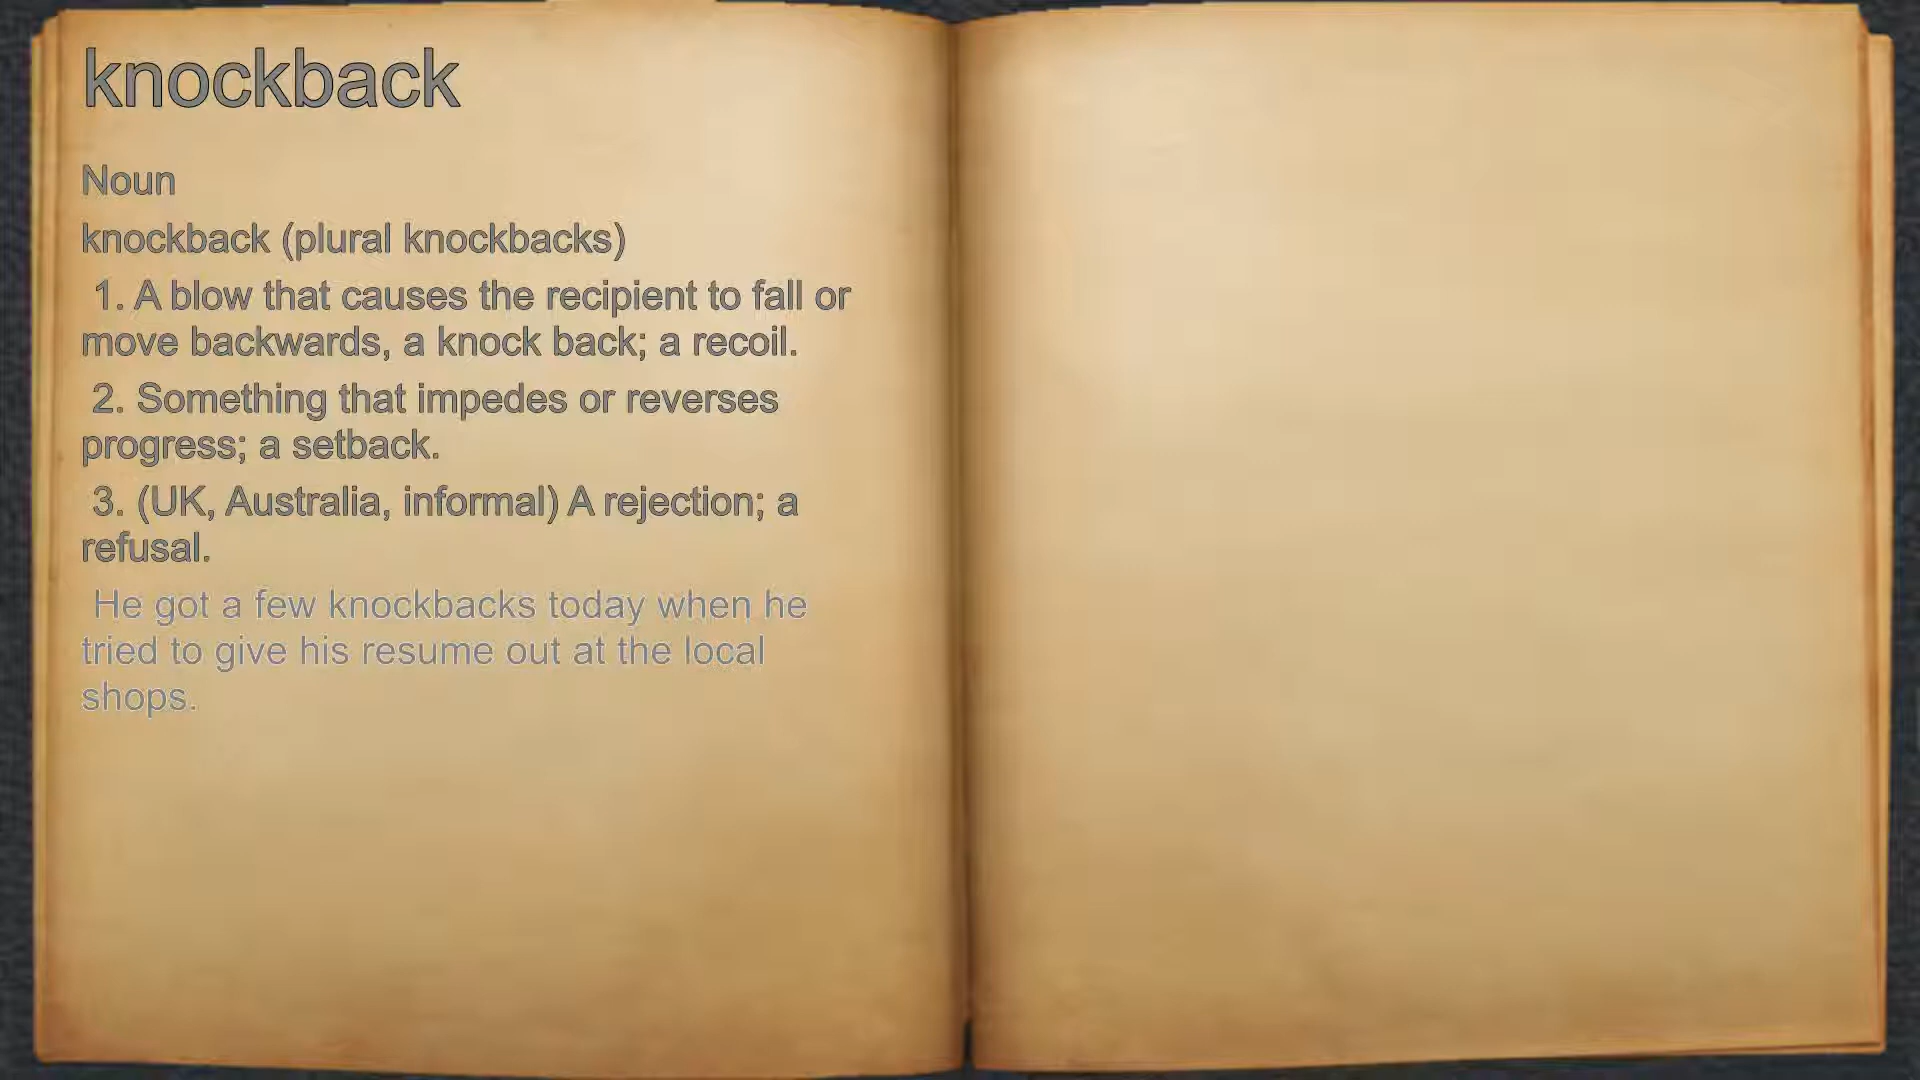 knockback
Noun
knockback (plural knockbacks)
1. A blow that causes the recipient to fall or
move backwards, a knock back; a recoil.
2. Something that impedes or reverses
progress; a setback.
3. (UK, Australia, informal) A rejection; a
refusal.
He got a few knockbacks today when he
tried to give his resume out at the local
shops.